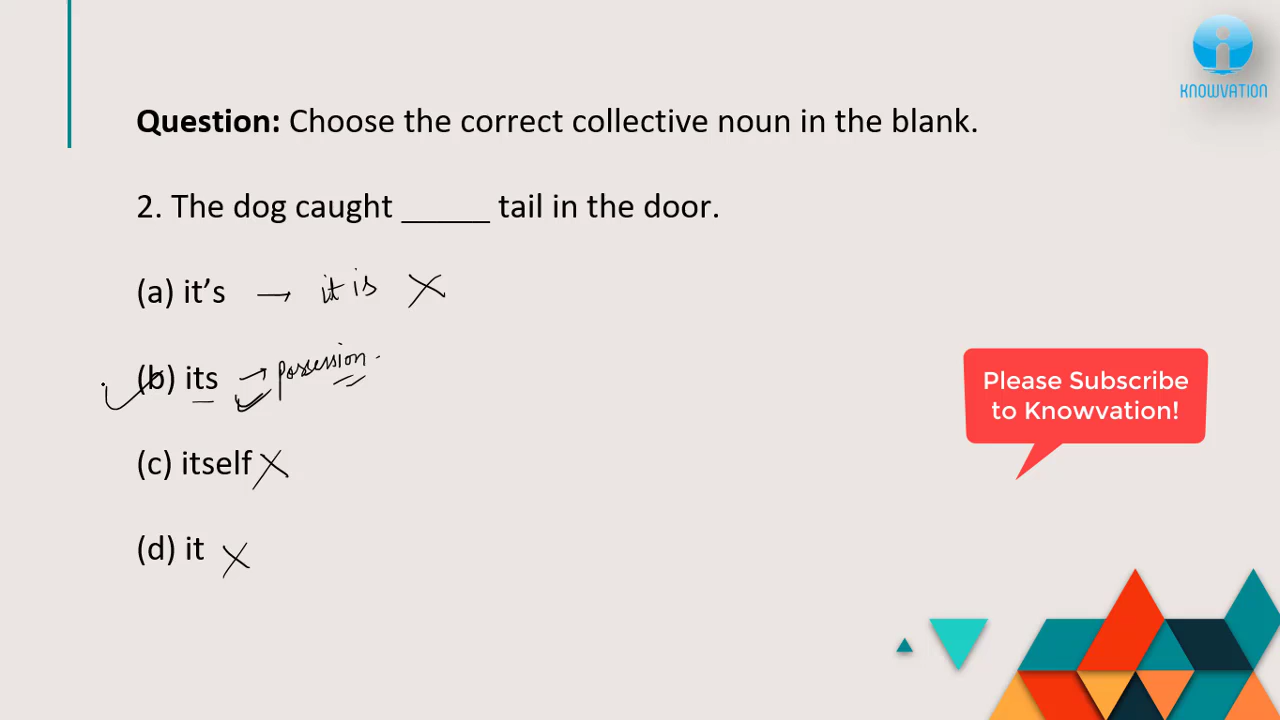 KNOWVATION
Question: Choose the correct collective noun in the blank.
2. The dog caught _____ tail in the door.
(a) it’s → it is X
(b) its → possession.
(c) itself X
(d) it X
Please Subscribe
to Knowvation!